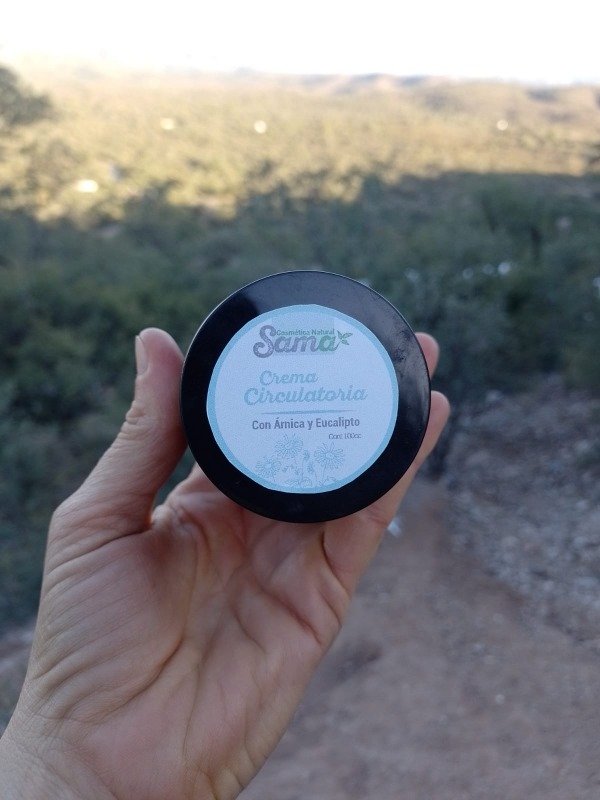 Cosmética Natural
Sama
Crema
Circulatoria
Con Árnica y Eucalipto
Cont. 100cc